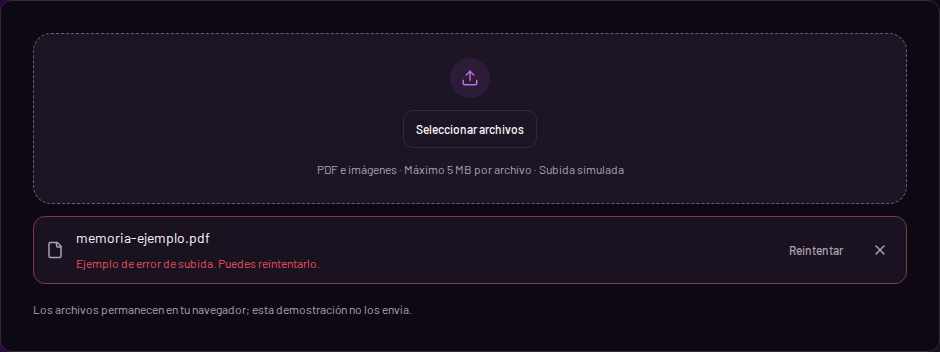 Seleccionar archivos
PDF e imágenes · Máximo 5 MB por archivo · Subida simulada
memoria-ejemplo.pdf
Ejemplo de error de subida. Puedes reintentarlo.
Reintentar
Los archivos permanecen en tu navegador; esta demostración no los envía.